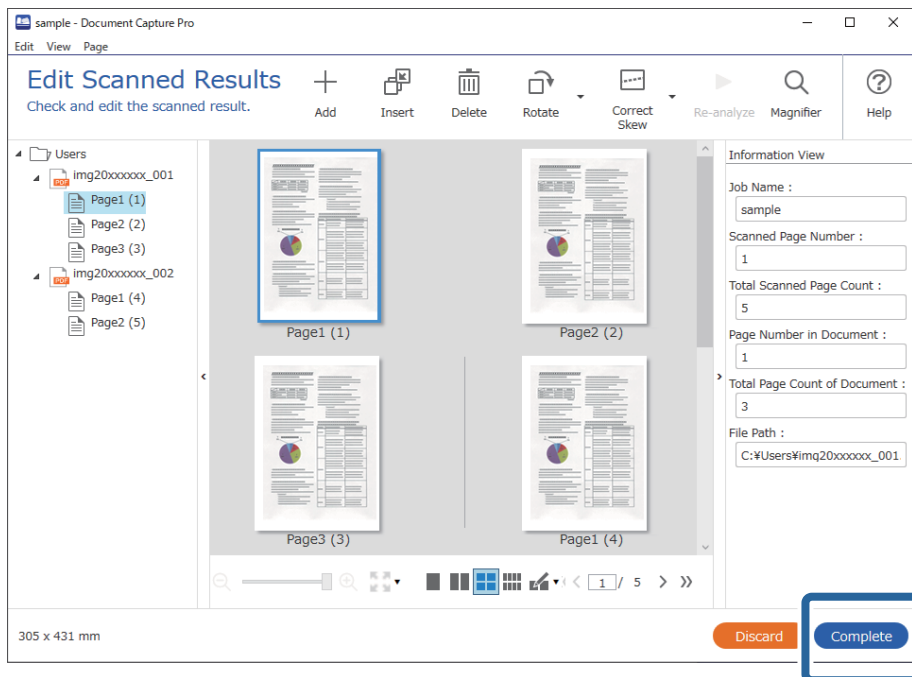 sample - Document Capture Pro
Edit View Page
Edit Scanned Results
Check and edit the scanned result.
Add
Insert
Delete
Rotate
Correct
Skew
Re-analyze
Magnifier
Help
Users
PDF
img20xxxxxx_001
Page1 (1)
Page2 (2)
Page3 (3)
PDF
img20xxxxxx_002
Page1 (4)
Page2 (5)
Page1 (1)
Page2 (2)
Page3 (3)
Page1 (4)
1 / 5
Information View
Job Name :
sample
Scanned Page Number :
1
Total Scanned Page Count :
5
Page Number in Document :
1
Total Page Count of Document :
3
File Path :
C:¥Users¥img20xxxxxx_001
305 x 431 mm
Discard
Complete